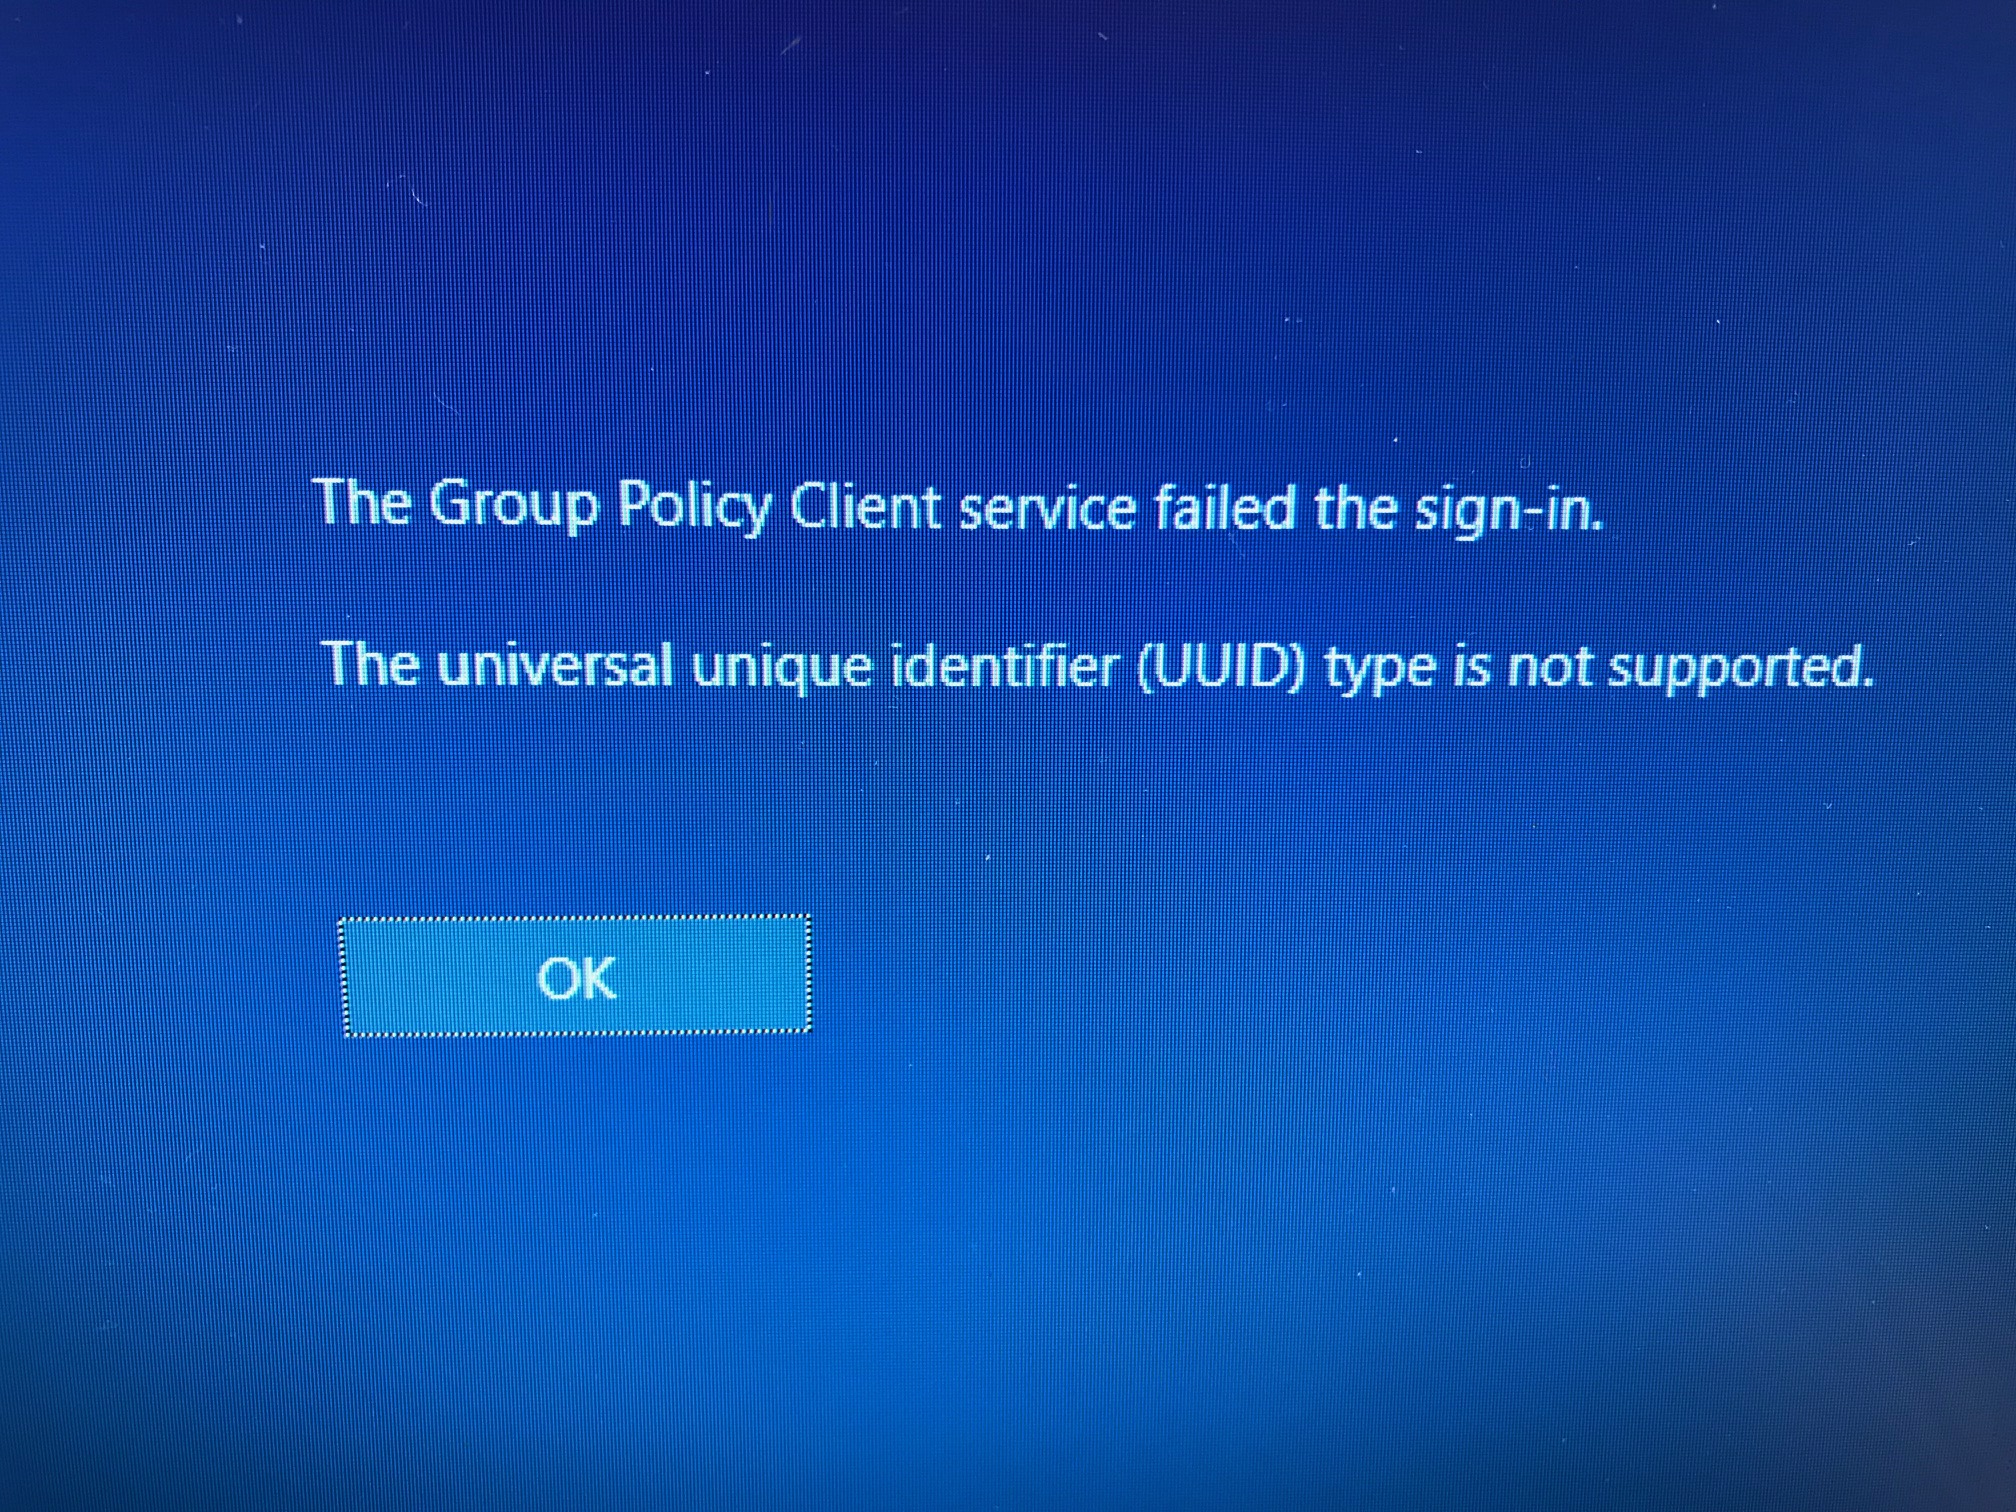 The Group Policy Client service failed the sign-in.
The universal unique identifier (UUID) type is not supported.
OK